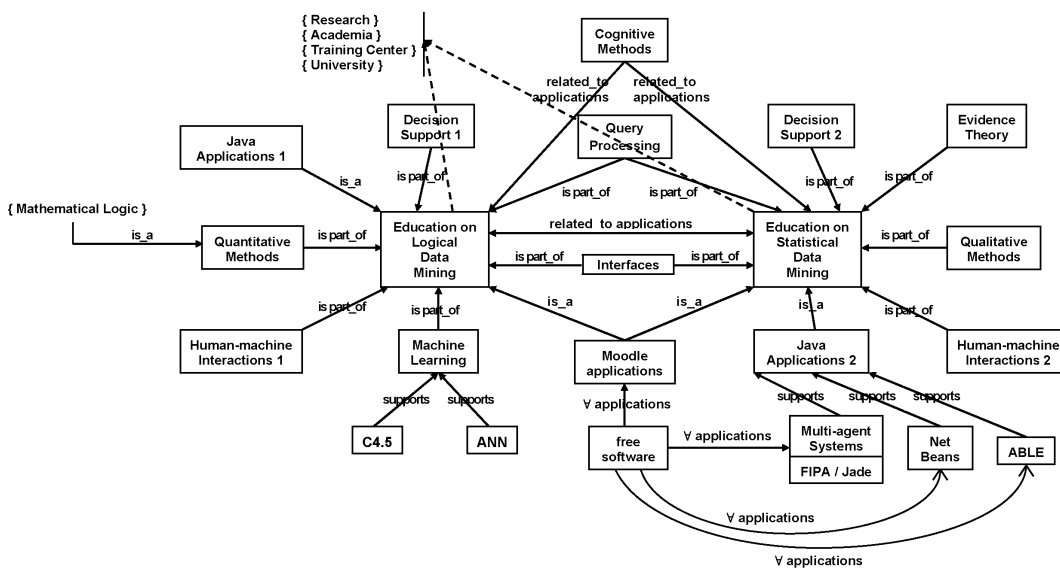 { Research }
{ Academia }
{ Training Center }
{ University }
Cognitive
Methods
related_to
applications
related_to
applications
Decision
Support 1
Query
Processing
Decision
Support 2
Evidence
Theory
Java
Applications 1
is_a
is part_of
is part_of
is part_of
is part_of
is part_of
{ Mathematical Logic }
is_a
Quantitative
Methods
is part_of
Education on
Logical
Data
Mining
related_to applications
Education on
Statistical
Data
Mining
is part_of
Qualitative
Methods
is part_of
Interfaces
is part_of
is part_of
is part_of
is_a
is_a
is_a
is part_of
Human-machine
Interactions 1
Machine
Learning
Moodle
applications
Java
Applications 2
Human-machine
Interactions 2
supports
supports
∀ applications
supports
supports
supports
C4.5
ANN
free
software
∀ applications
Multi-agent
Systems
FIPA / Jade
Net
Beans
ABLE
∀ applications
∀ applications